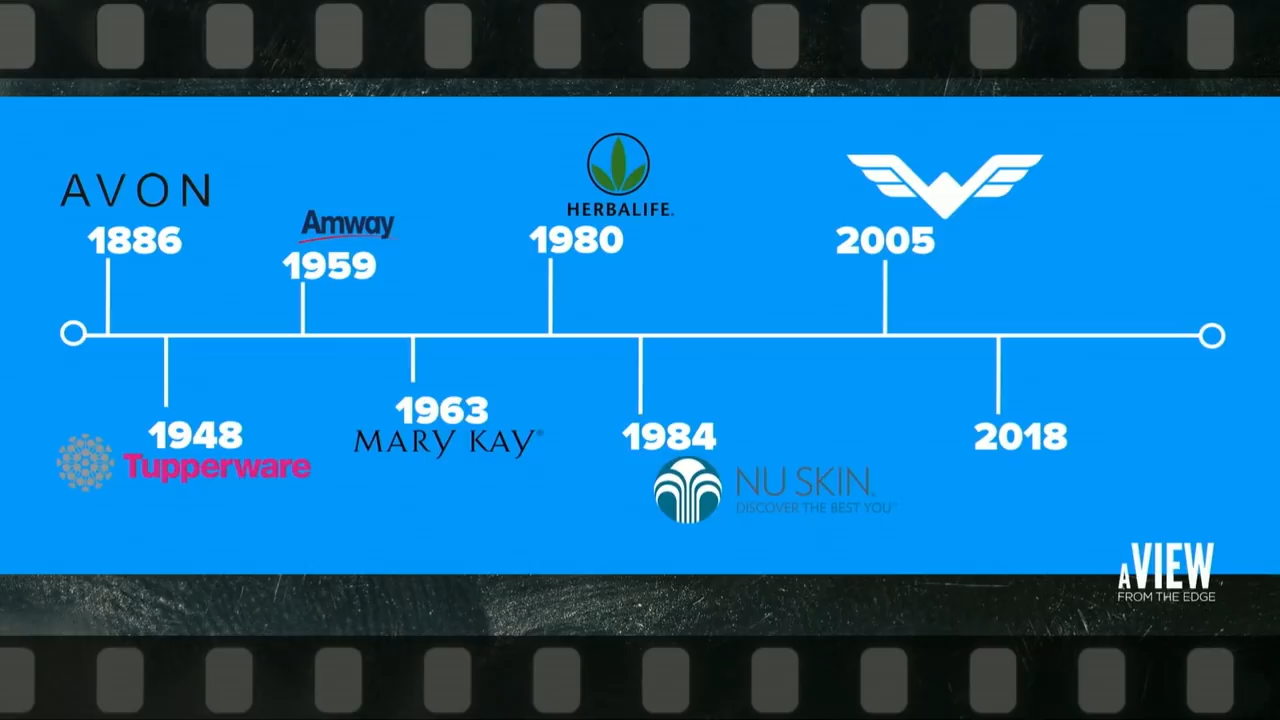 AVON
1886
Amway
1959
HERBALIFE.
1980
2005
1948
Tupperware
1963
MARY KAY®
1984
NU SKIN.
DISCOVER THE BEST YOU™
2018
A VIEW
FROM THE EDGE